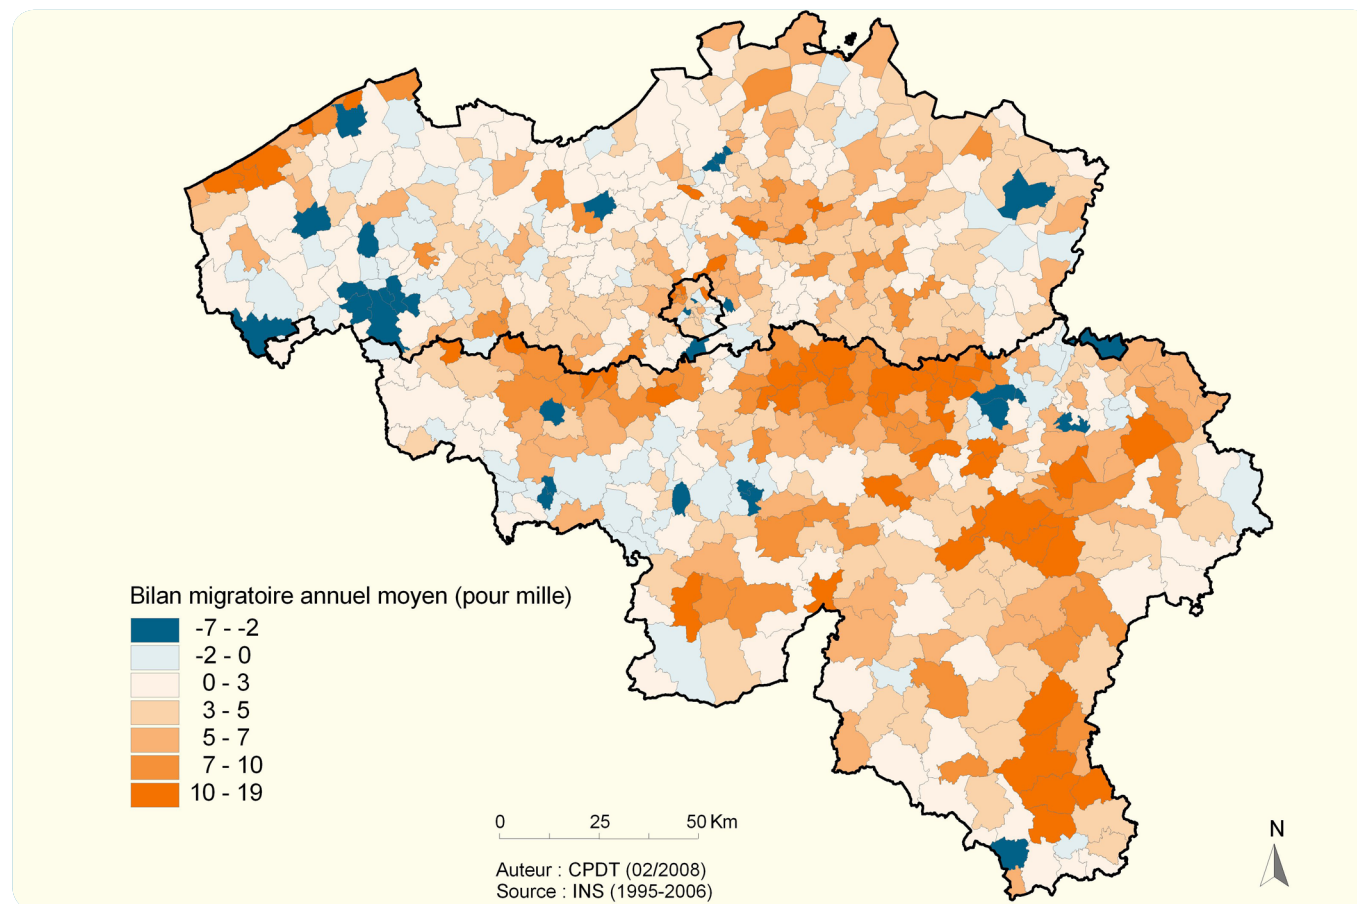 Bilan migratoire annuel moyen (pour mille)
-7 - -2
-2 - 0
0 - 3
3 - 5
5 - 7
7 - 10
10 - 19
0 25 50 Km
Auteur : CPDT (02/2008)
Source : INS (1995-2006)
N